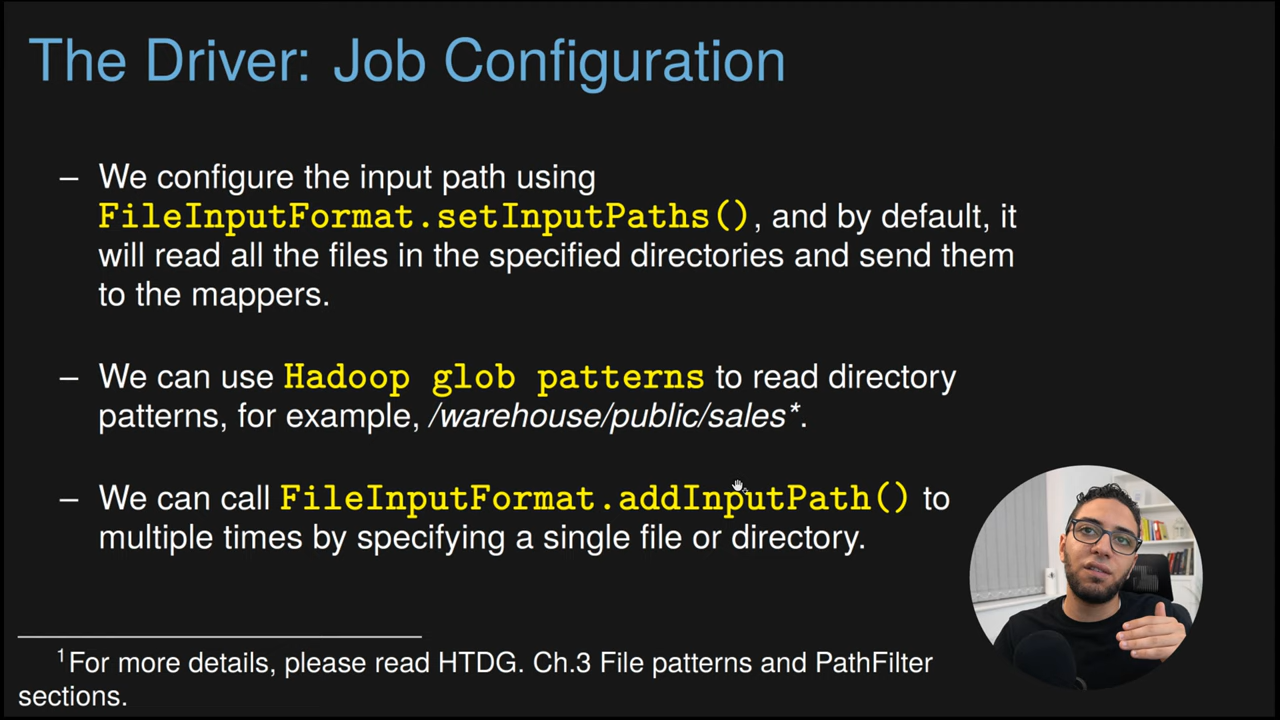 The Driver: Job Configuration
– We configure the input path using
FileInputFormat.setInputPaths(), and by default, it
will read all the files in the specified directories and send them
to the mappers.
– We can use Hadoop glob patterns to read directory
patterns, for example, /warehouse/public/sales*.
– We can call FileInputFormat.addInputPath() to
multiple times by specifying a single file or directory.
¹For more details, please read HTDG. Ch.3 File patterns and PathFilter
sections.